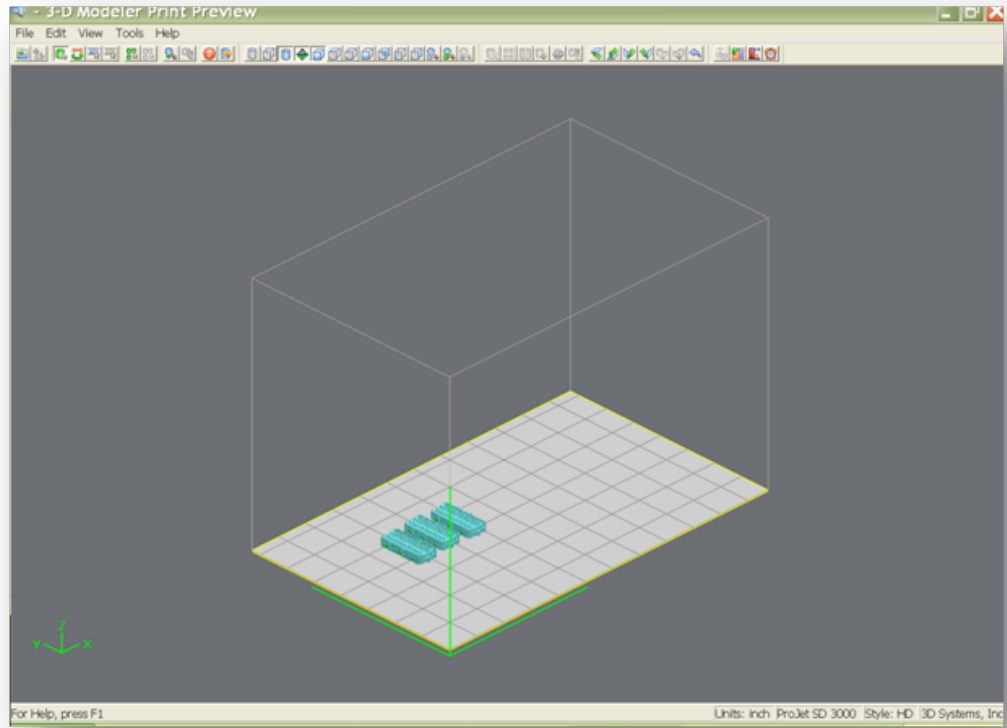 - 3-D Modeler Print Preview
File Edit View Tools Help
Z
Y X
For Help, press F1 Units: inch ProJet SD 3000 Style: HD 3D Systems, Inc